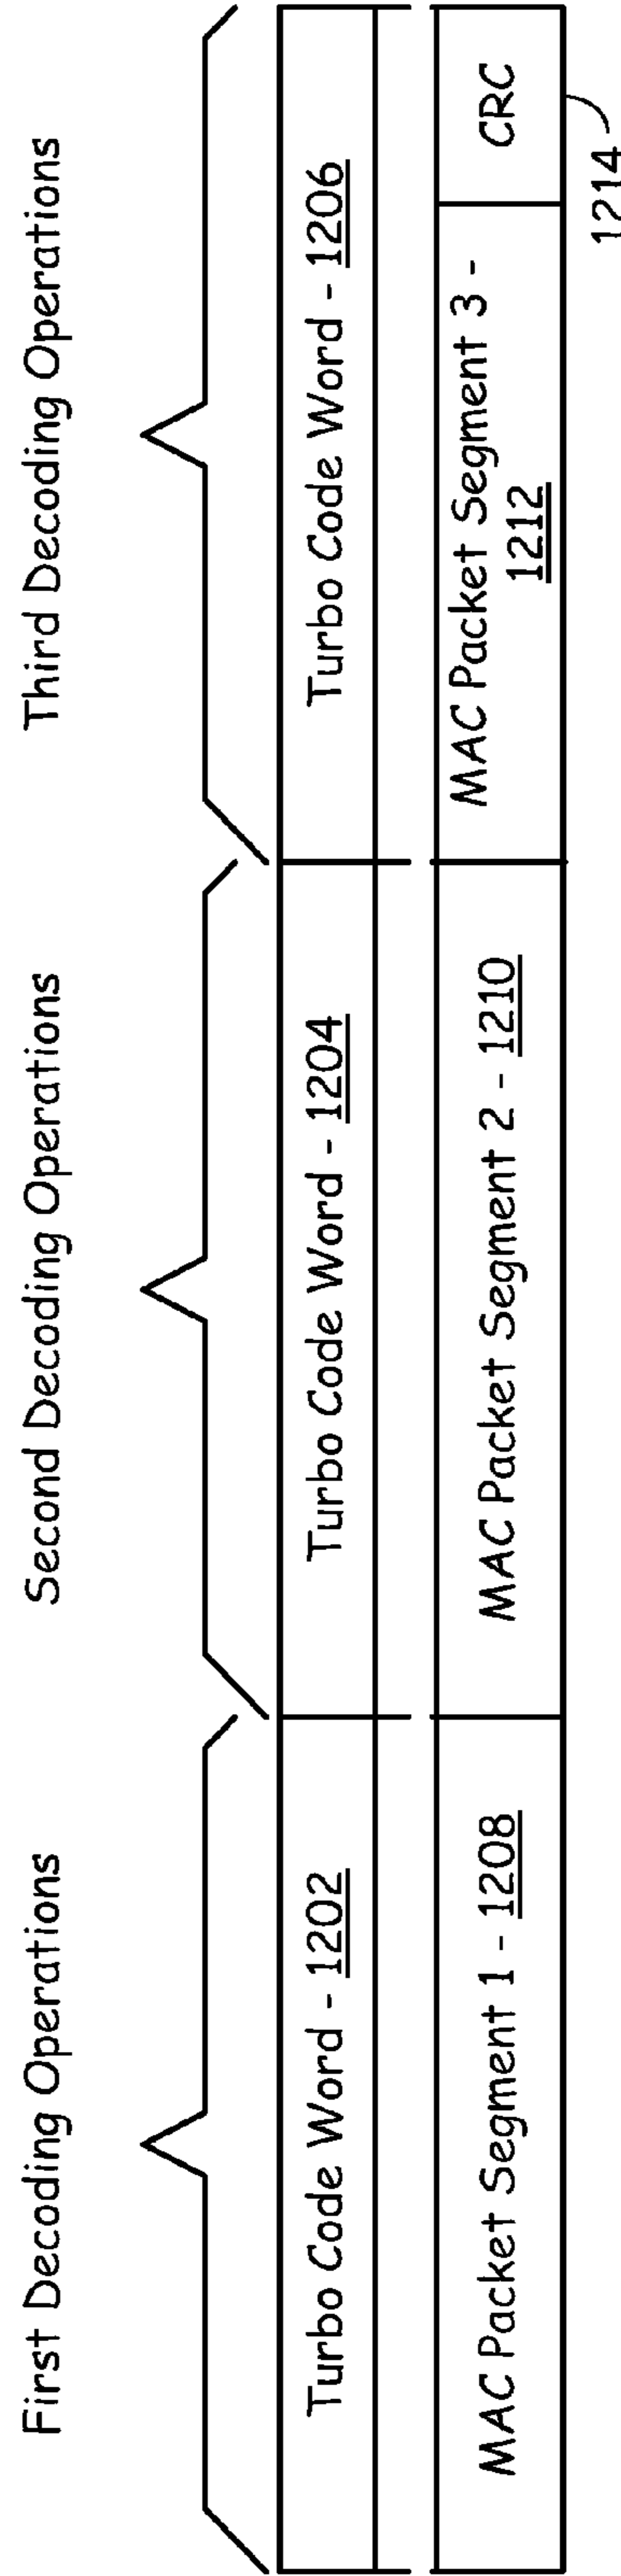 First Decoding Operations
Second Decoding Operations
Third Decoding Operations
Turbo Code Word - 1202
Turbo Code Word - 1204
Turbo Code Word - 1206
MAC Packet Segment 1 - 1208
MAC Packet Segment 2 - 1210
MAC Packet Segment 3 -
1212
CRC
1214